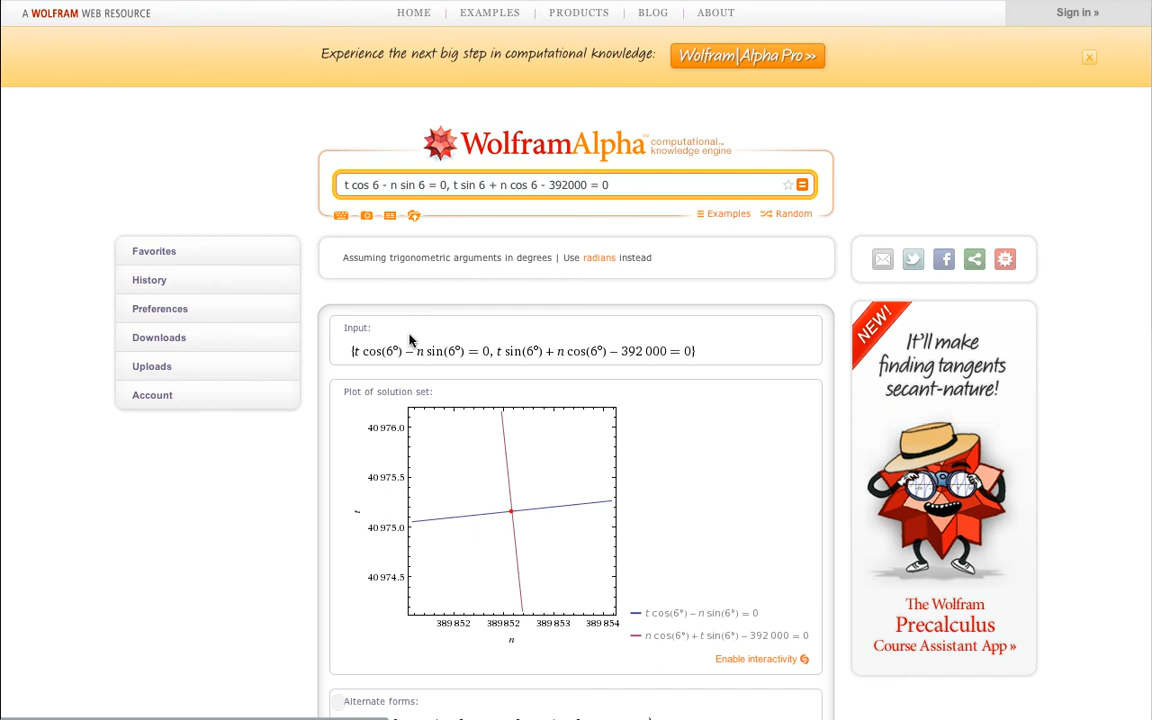 A WOLFRAM WEB RESOURCE
HOME | EXAMPLES | PRODUCTS | BLOG | ABOUT
Sign in »
Experience the next big step in computational knowledge:
Wolfram|Alpha Pro »
x
WolframAlpha™ computational...
knowledge engine
t cos 6 - n sin 6 = 0, t sin 6 + n cos 6 - 392000 = 0
Examples Random
Favorites
History
Preferences
Downloads
Uploads
Account
Assuming trigonometric arguments in degrees | Use radians instead
Input:
{t cos(6°) − n sin(6°) = 0, t sin(6°) + n cos(6°) − 392 000 = 0}
Plot of solution set:
40 976.0
40 975.5
40 975.0
40 974.5
t
389 852 389 852 389 853 389 854
n
t cos(6°) − n sin(6°) = 0
n cos(6°) + t sin(6°) − 392 000 = 0
Enable interactivity
Alternate forms:
NEW!
It'll make
finding tangents
secant-nature!
The Wolfram
Precalculus
Course Assistant App »